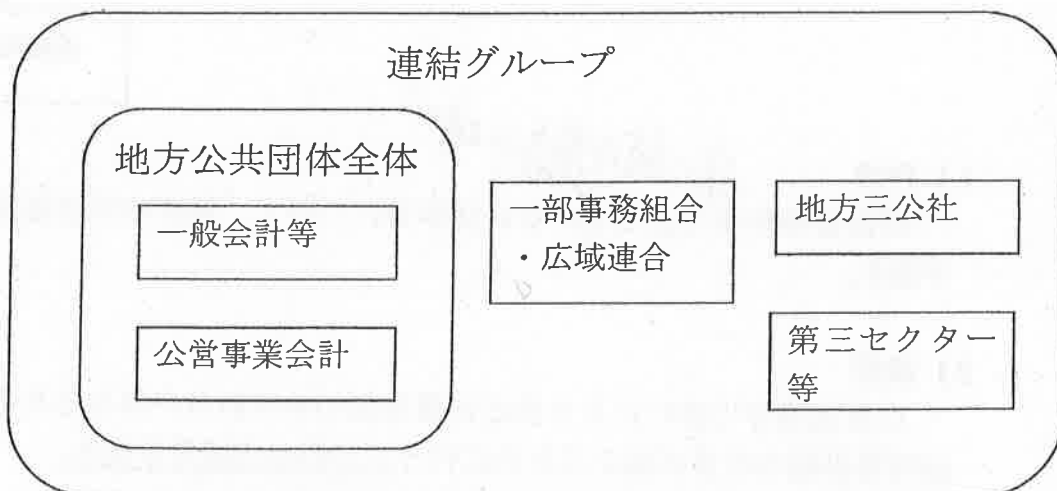 連結グループ
地方公共団体全体
一般会計等
公営事業会計
一部事務組合
・広域連合
地方三公社
第三セクター
等